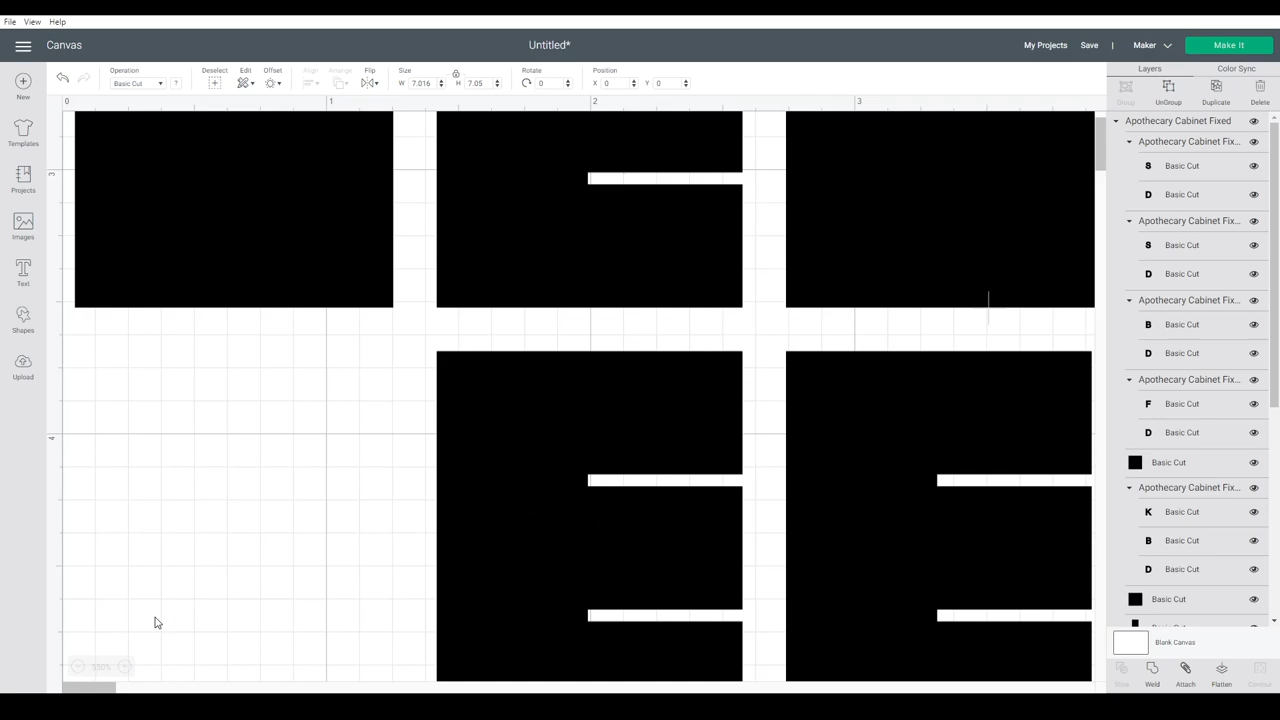 File View Help
Canvas Untitled* My Projects Save | Maker Make It
Operation Deselect Edit Offset Align Arrange Flip Size Rotate Position
Basic Cut ? W 7.016 H 7.05 0 X 0 Y 0
Layers Color Sync
Group UnGroup Duplicate Delete
New
Templates
Projects
Images
Text
Shapes
Upload
0 1 2 3
3
4
Apothecary Cabinet Fixed
Apothecary Cabinet Fix...
S Basic Cut
D Basic Cut
Apothecary Cabinet Fix...
S Basic Cut
D Basic Cut
Apothecary Cabinet Fix...
B Basic Cut
D Basic Cut
Apothecary Cabinet Fix...
F Basic Cut
D Basic Cut
Basic Cut
Apothecary Cabinet Fix...
K Basic Cut
B Basic Cut
D Basic Cut
Basic Cut
Blank Canvas
Slice Weld Attach Flatten Contour